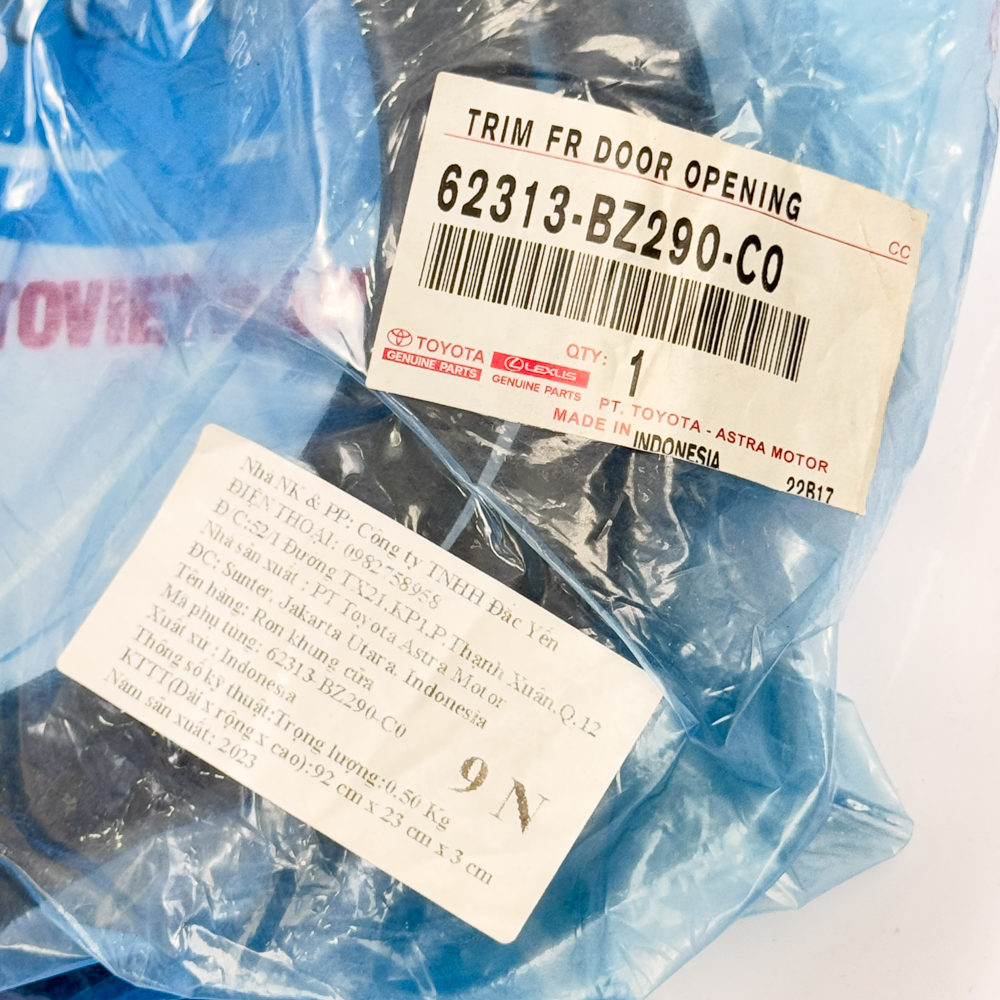 TRIM FR DOOR OPENING
62313-BZ290-C0
CC
TOYOTA
GENUINE PARTS
LEXUS
GENUINE PARTS
QTY: 1
PT. TOYOTA - ASTRA MOTOR
MADE IN INDONESIA
22B17
TOVIET
Nhà NK & PP: Công ty TNHH Đắc Yến
ĐIỆN THOẠI: 0982758958
Đ C:52/1 Đường TX21.KP1.P.Thạnh Xuân.Q.12
Nhà sản xuất : PT Toyota Astra Motor
ĐC: Sunter, Jakarta Utara, Indonesia
Tên hàng: Ron khung cửa
Mã phụ tùng: 62313-BZ290-C0
Xuất xứ : Indonesia
Thông số kỹ thuật:Trọng lượng:0.50 Kg
KTTT(Dài x rộng x cao):92 cm x 23 cm x 3 cm
Năm sản xuất: 2023
9 N